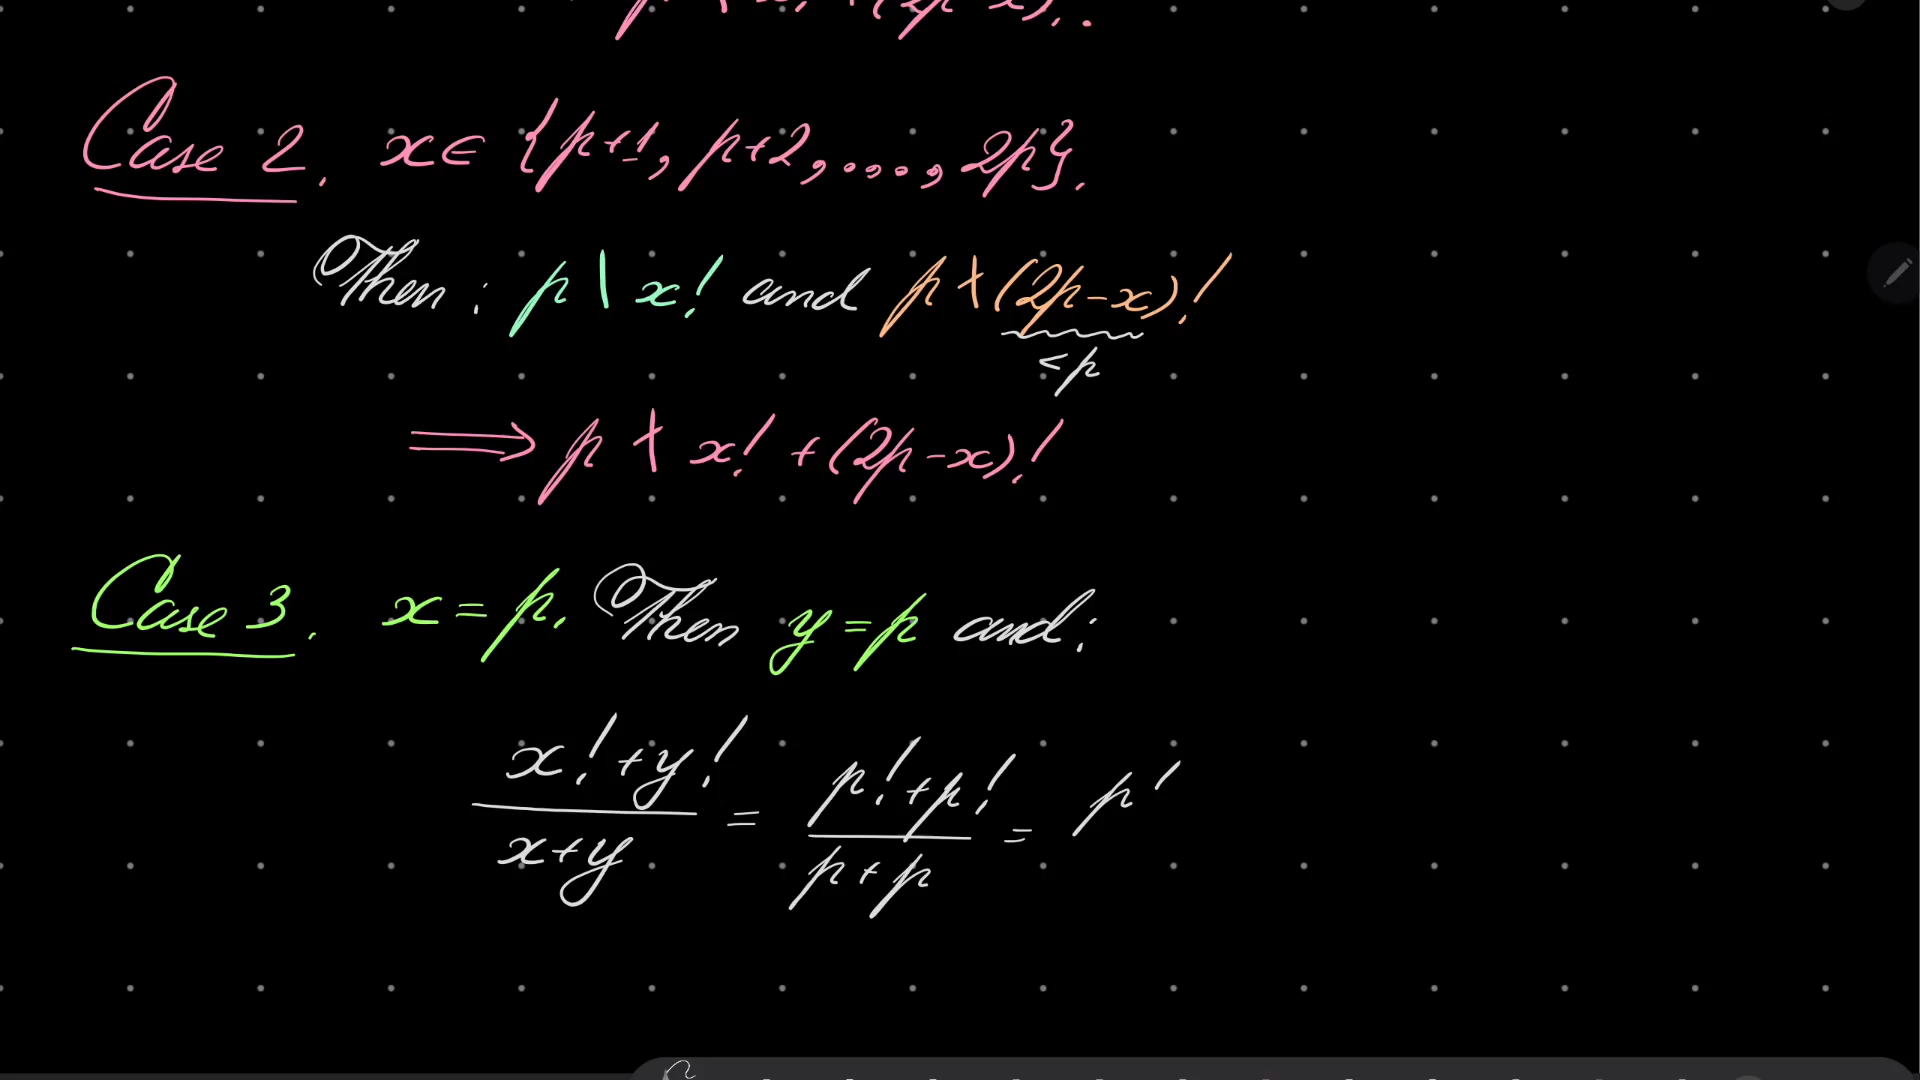 Case 2. x ∈ {p+1, p+2, ..., 2p}.
Then: p | x! and p ∤ (2p-x)!
<p
⟹ p ∤ x! + (2p-x)!
Case 3. x = p. Then y = p and:
(x! + y!)/(x+y) = (p! + p!)/(p+p) = p!